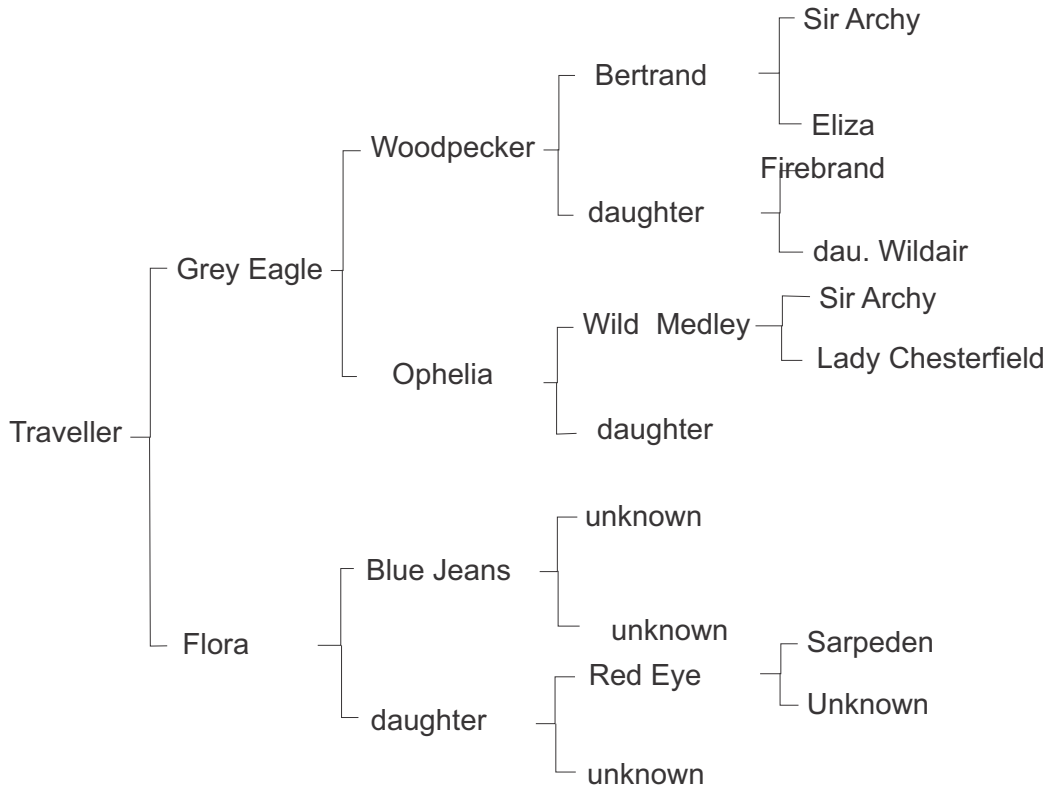 Sir Archy
Bertrand
Eliza
Woodpecker
Firebrand
daughter
dau. Wildair
Grey Eagle
Sir Archy
Wild Medley
Lady Chesterfield
Ophelia
daughter
Traveller
unknown
Blue Jeans
unknown
Flora
Sarpeden
Red Eye
Unknown
daughter
unknown